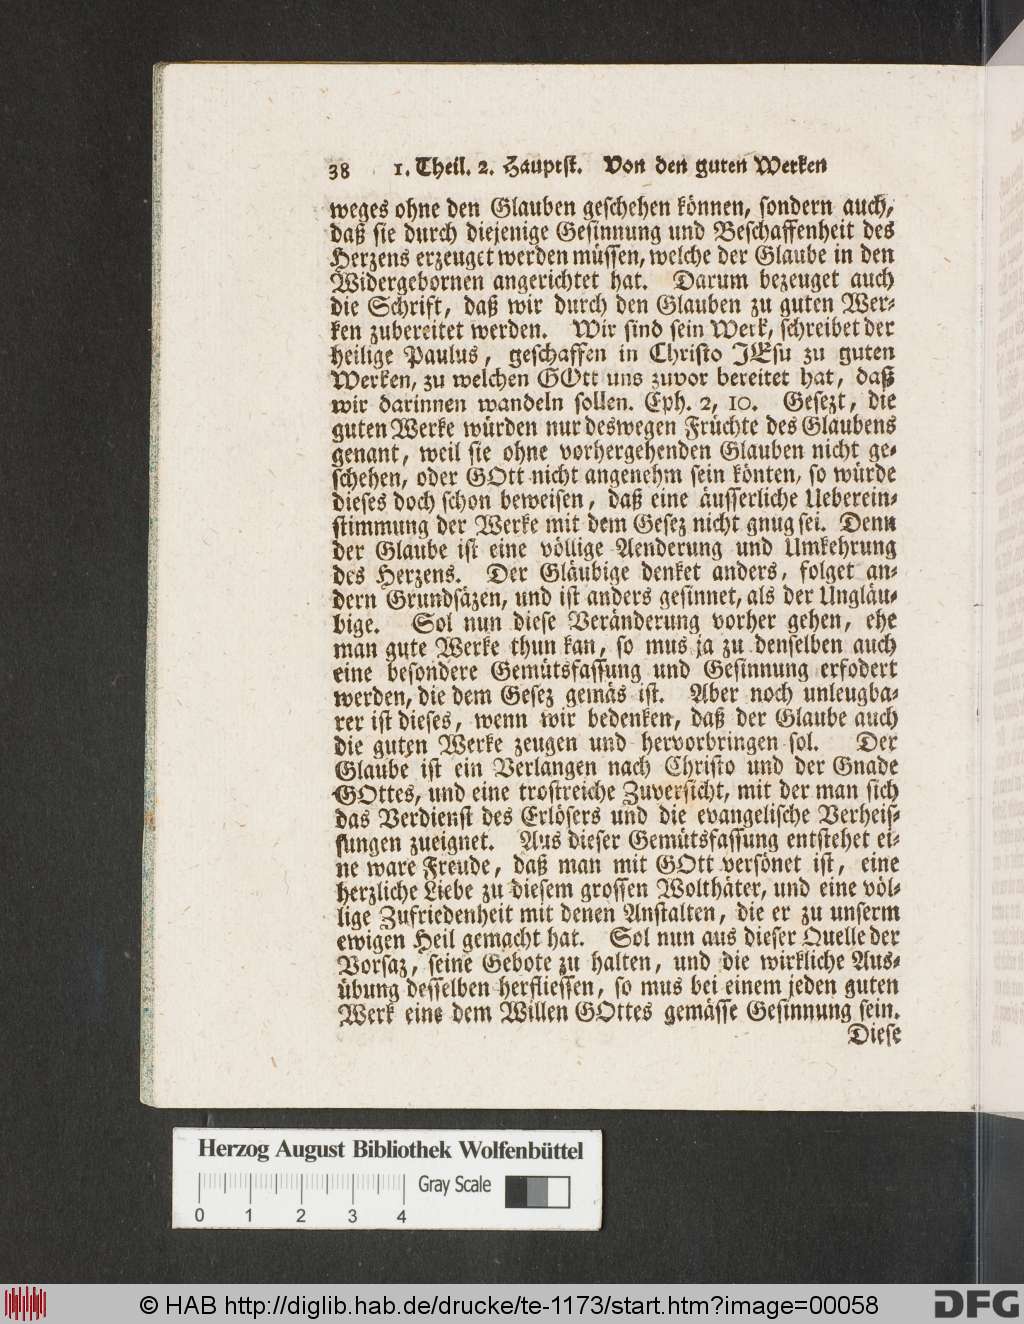 38 1. Theil. 2. Hauptst. Von den guten Werken
weges ohne den Glauben geschehen können, sondern auch,
daß sie durch diejenige Gesinnung und Beschaffenheit des
Herzens erzeuget werden müssen, welche der Glaube in den
Widergebornen angerichtet hat. Darum bezeuget auch
die Schrift, daß wir durch den Glauben zu guten Wer-
ken zubereitet werden. Wir sind sein Werk, schreibet der
heilige Paulus, geschaffen in Christo JEsu zu guten
Werken, zu welchen GOtt uns zuvor bereitet hat, daß
wir darinnen wandeln sollen. Eph. 2, 10. Gesezt, die
guten Werke würden nur deswegen Früchte des Glaubens
genant, weil sie ohne vorhergehenden Glauben nicht ge-
schehen, oder GOtt nicht angenehm sein könten, so würde
dieses doch schon beweisen, daß eine äusserliche Ueberein-
stimmung der Werke mit dem Gesez nicht gnug sei. Denn
der Glaube ist eine völlige Aenderung und Umkehrung
des Herzens. Der Gläubige denket anders, folget an-
dern Grundsäzen, und ist anders gesinnet, als der Ungläu-
bige. Sol nun diese Veränderung vorher gehen, ehe
man gute Werke thun kan, so mus ja zu denselben auch
eine besondere Gemütsfassung und Gesinnung erfodert
werden, die dem Gesez gemäs ist. Aber noch unleugba-
rer ist dieses, wenn wir bedenken, daß der Glaube auch
die guten Werke zeugen und hervorbringen sol. Der
Glaube ist ein Verlangen nach Christo und der Gnade
GOttes, und eine trostreiche Zuversicht, mit der man sich
das Verdienst des Erlösers und die evangelische Verheis-
sungen zueignet. Aus dieser Gemütsfassung entstehet ei-
ne ware Freude, daß man mit GOtt versönet ist, eine
herzliche Liebe zu diesem grossen Wolthäter, und eine völ-
lige Zufriedenheit mit denen Anstalten, die er zu unserm
ewigen Heil gemacht hat. Sol nun aus dieser Quelle der
Vorsaz, seine Gebote zu halten, und die wirkliche Aus-
übung desselben herfliessen, so mus bei einem jeden guten
Werk eine dem Willen GOttes gemässe Gesinnung sein.
Diese
Herzog August Bibliothek Wolfenbüttel
Gray Scale
0 1 2 3 4
© HAB http://diglib.hab.de/drucke/te-1173/start.htm?image=00058
DFG